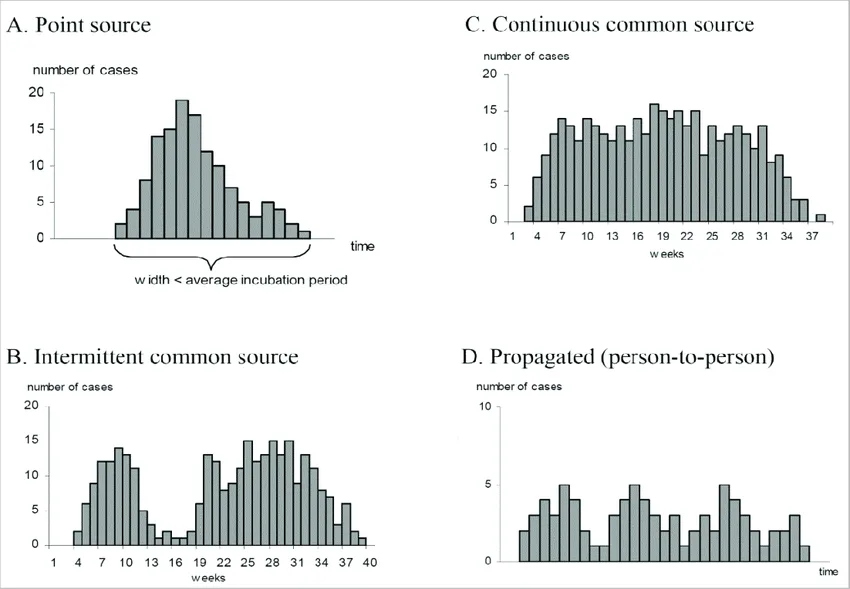 A. Point source
number of cases
20
15
10
5
0
time
w idth < average incubation period
B. Intermittent common source
number of cases
20
15
10
5
0
1 4 7 10 13 16 19 22 25 28 31 34 37 40
w eeks
C. Continuous common source
number of cases
20
15
10
5
0
1 4 7 10 13 16 19 22 25 28 31 34 37
w eeks
D. Propagated (person-to-person)
number of cases
10
5
0
time